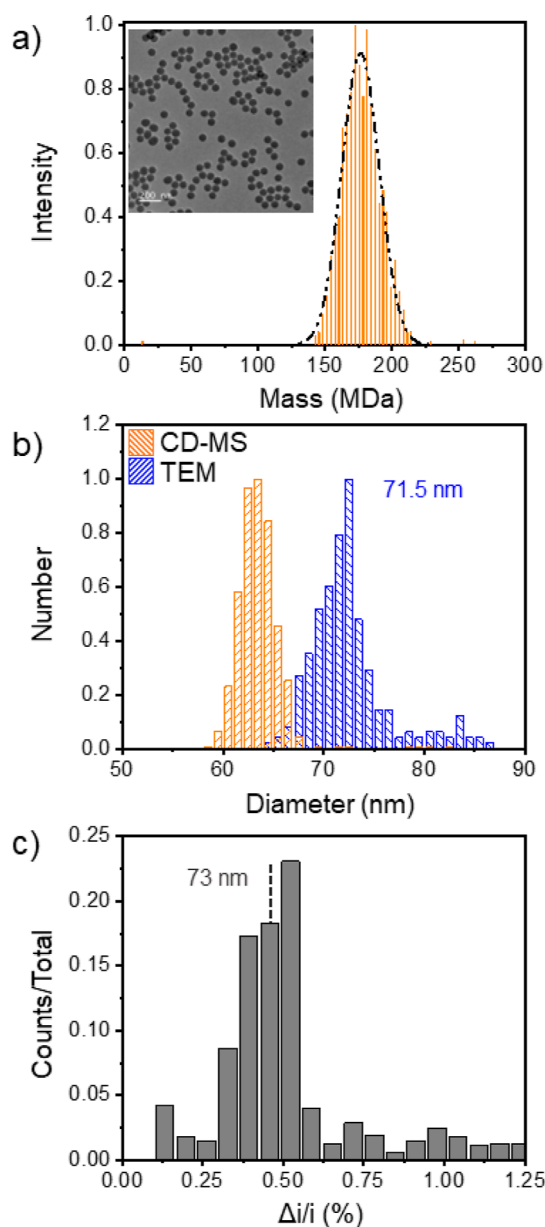 a)
1.0
0.8
0.6
0.4
0.2
0.0
Intensity
0
50
100
150
200
250
300
Mass (MDa)
b)
CD-MS
TEM
71.5 nm
1.2
1.0
0.8
0.6
0.4
0.2
0.0
Number
50
60
70
80
90
Diameter (nm)
c)
73 nm
0.25
0.20
0.15
0.10
0.05
0.00
Counts/Total
0.00
0.25
0.50
0.75
1.00
1.25
Δi/i (%)